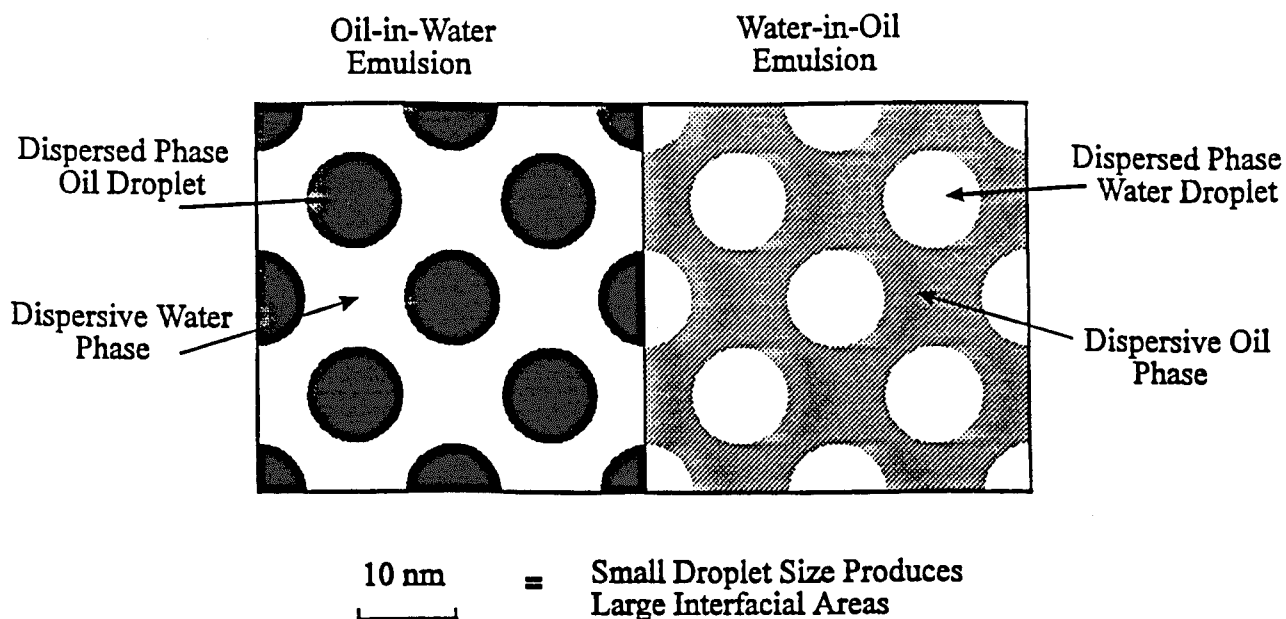 Oil-in-Water
Emulsion
Water-in-Oil
Emulsion
Dispersed Phase
Oil Droplet
Dispersive Water
Phase
Dispersed Phase
Water Droplet
Dispersive Oil
Phase
10 nm
=
Small Droplet Size Produces
Large Interfacial Areas